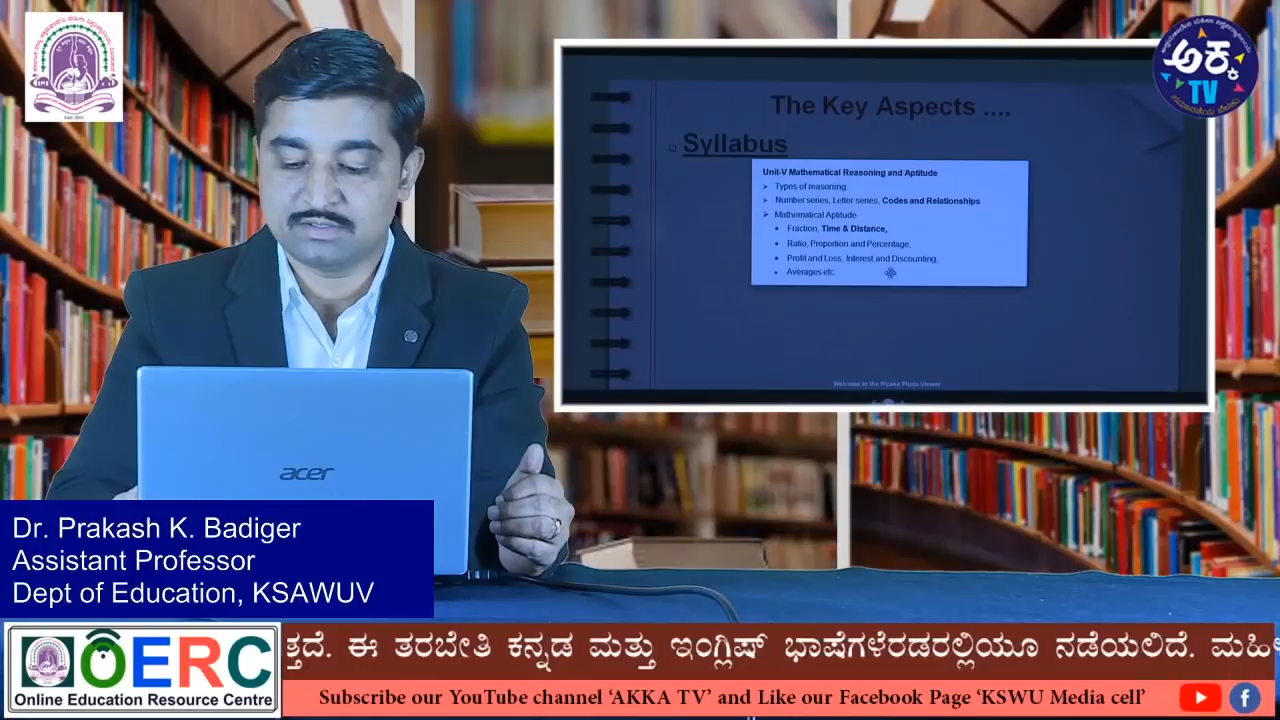 ಅಕ್ಕ
TV
The Key Aspects ....
Syllabus
Unit-V Mathematical Reasoning and Aptitude
Types of reasoning.
Number series, Letter series, Codes and Relationships
Mathematical Aptitude
Fraction, Time & Distance,
Ratio, Proportion and Percentage,
Profit and Loss, Interest and Discounting,
Averages etc.
Welcome to the Picasa Photo Viewer
acer
Dr. Prakash K. Badiger
Assistant Professor
Dept of Education, KSAWUV
OERC
Online Education Resource Centre
ತ್ತದೆ. ಈ ತರಬೇತಿ ಕನ್ನಡ ಮತ್ತು ಇಂಗ್ಲಿಷ್ ಭಾಷೆಗಳೆರಡರಲ್ಲಿಯೂ ನಡೆಯಲಿದೆ. ಮಹಿ
Subscribe our YouTube channel ‘AKKA TV’ and Like our Facebook Page ‘KSWU Media cell’